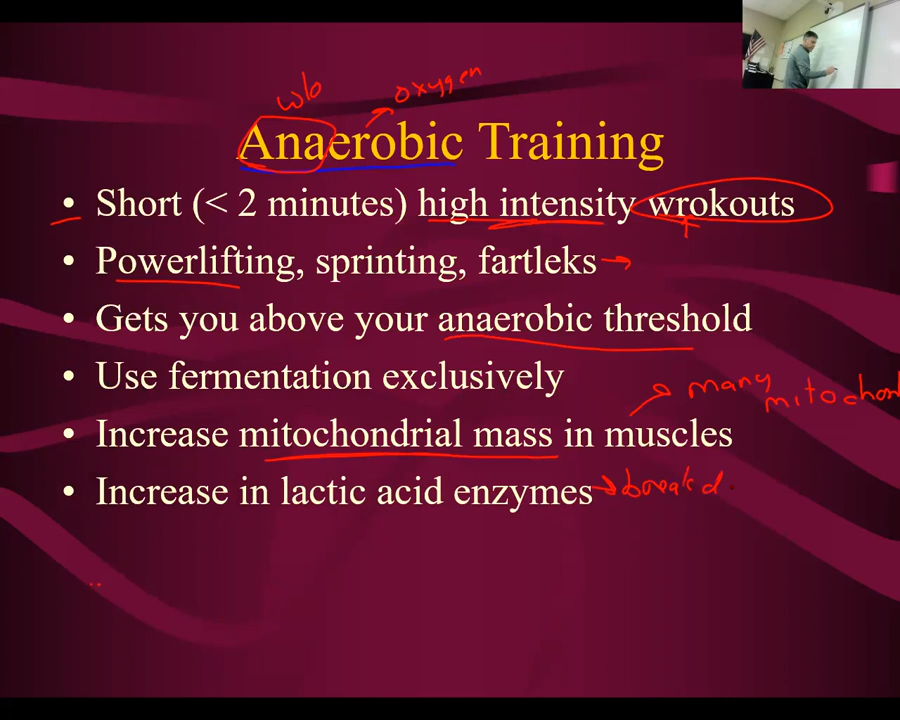 w/o oxygen
Anaerobic Training
• Short (< 2 minutes) high intensity wrokouts
• Powerlifting, sprinting, fartleks
• Gets you above your anaerobic threshold
• Use fermentation exclusively
many
mitochon
• Increase mitochondrial mass in muscles
• Increase in lactic acid enzymes → break d